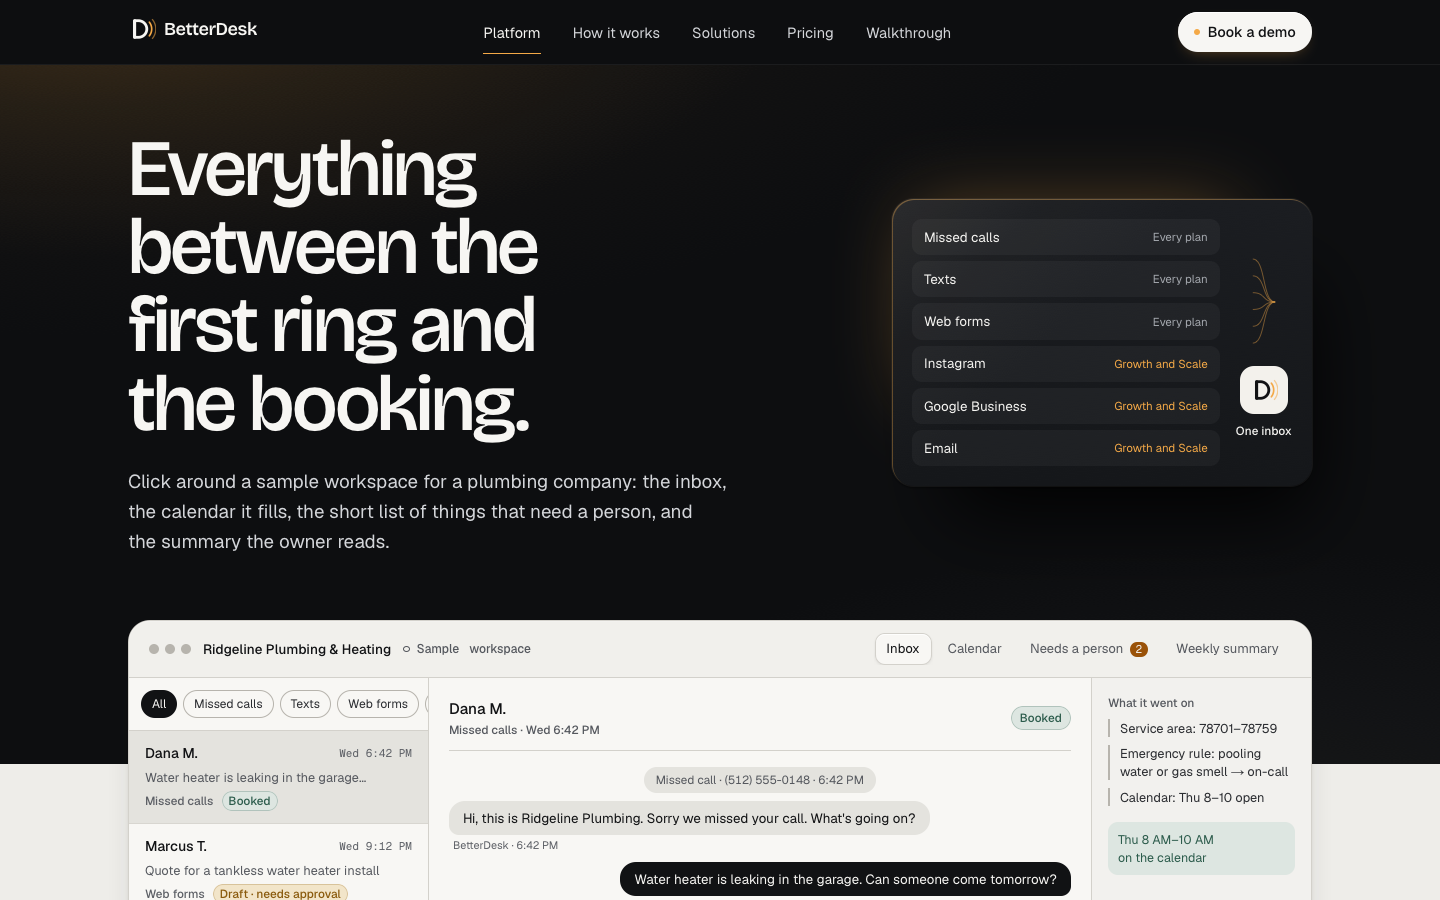 BetterDesk
Platform
How it works
Solutions
Pricing
Walkthrough
Book a demo
Everything
between the
first ring and
the booking.
Click around a sample workspace for a plumbing company: the inbox,
the calendar it fills, the short list of things that need a person, and
the summary the owner reads.
Missed calls Every plan
Texts Every plan
Web forms Every plan
Instagram Growth and Scale
Google Business Growth and Scale
Email Growth and Scale
One inbox
Ridgeline Plumbing & Heating
Sample workspace
Inbox
Calendar
Needs a person 2
Weekly summary
All
Missed calls
Texts
Web forms
Dana M. Wed 6:42 PM
Water heater is leaking in the garage…
Missed calls Booked
Marcus T. Wed 9:12 PM
Quote for a tankless water heater install
Web forms Draft · needs approval
Dana M.
Missed calls · Wed 6:42 PM
Booked
Missed call · (512) 555-0148 · 6:42 PM
Hi, this is Ridgeline Plumbing. Sorry we missed your call. What's going on?
BetterDesk · 6:42 PM
Water heater is leaking in the garage. Can someone come tomorrow?
What it went on
Service area: 78701–78759
Emergency rule: pooling
water or gas smell → on-call
Calendar: Thu 8–10 open
Thu 8 AM–10 AM
on the calendar